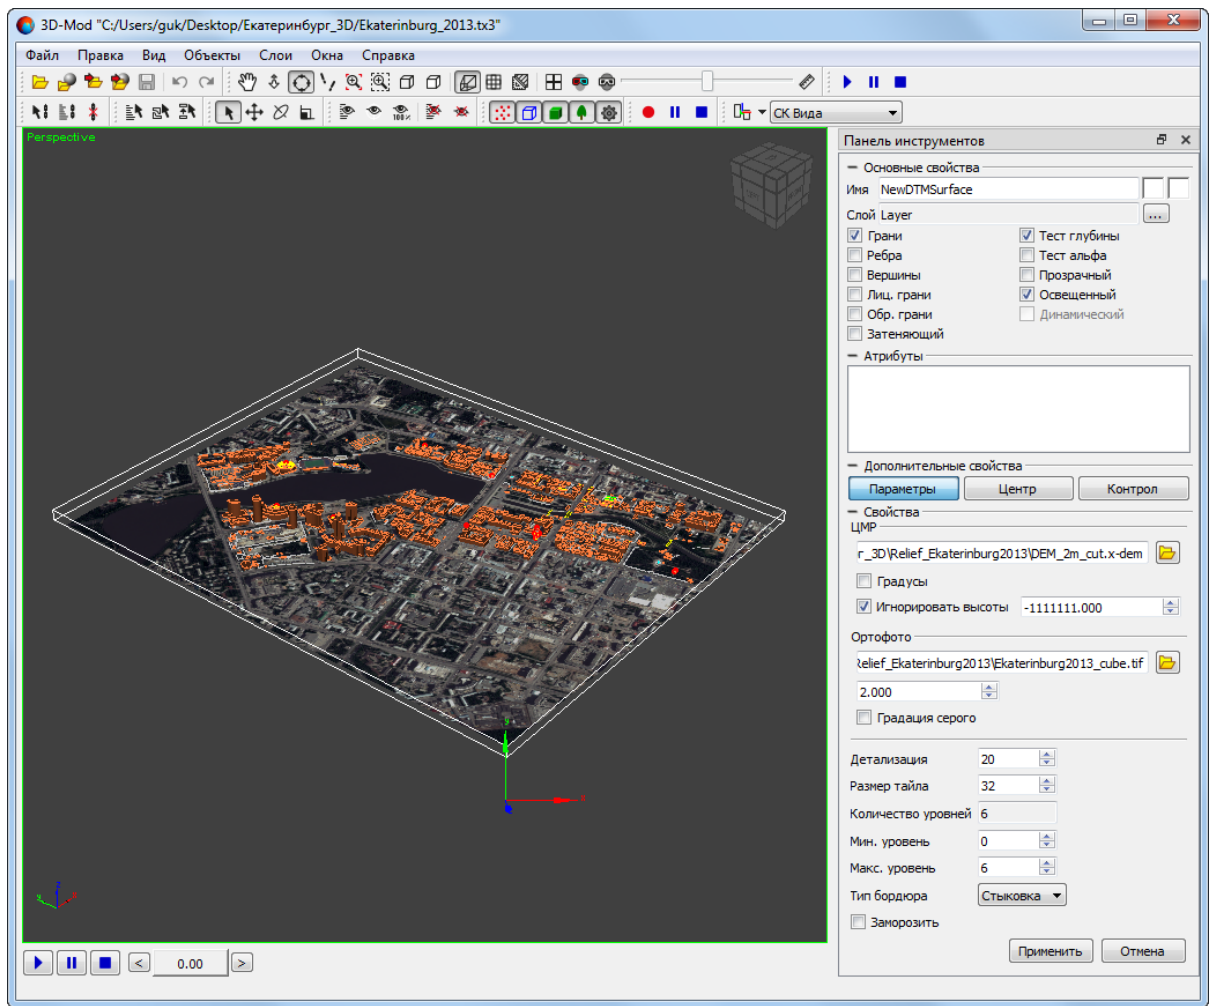 3D-Mod "C:/Users/guk/Desktop/Екатеринбург_3D/Ekaterinburg_2013.tx3"
Файл Правка Вид Объекты Слои Окна Справка
100%
СК Вида
Perspective
Панель инструментов
Основные свойства
Имя NewDTMSurface
Слой Layer ...
Грани Тест глубины
Ребра Тест альфа
Вершины Прозрачный
Лиц. грани Освещенный
Обр. грани Динамический
Затеняющий
Атрибуты
Дополнительные свойства
Параметры Центр Контрол
Свойства
ЦМР
г_3D\Relief_Ekaterinburg2013\DEM_2m_cut.x-dem
Градусы
Игнорировать высоты -1111111.000
Ортофото
Relief_Ekaterinburg2013\Ekaterinburg2013_cube.tif
2.000
Градация серого
Детализация 20
Размер тайла 32
Количество уровней 6
Мин. уровень 0
Макс. уровень 6
Тип бордюра Стыковка
Заморозить
Применить Отмена
< 0.00 >